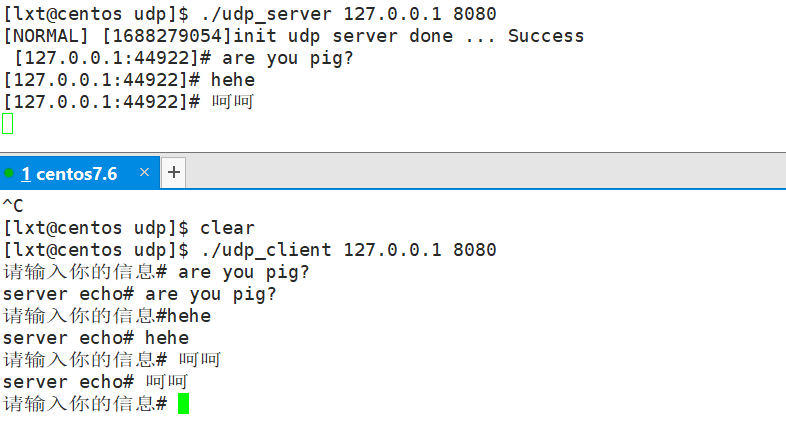 [lxt@centos udp]$ ./udp_server 127.0.0.1 8080
[NORMAL] [1688279054]init udp server done ... Success
[127.0.0.1:44922]# are you pig?
[127.0.0.1:44922]# hehe
[127.0.0.1:44922]# 呵呵
1 centos7.6 × +
^C
[lxt@centos udp]$ clear
[lxt@centos udp]$ ./udp_client 127.0.0.1 8080
请输入你的信息# are you pig?
server echo# are you pig?
请输入你的信息#hehe
server echo# hehe
请输入你的信息# 呵呵
server echo# 呵呵
请输入你的信息#